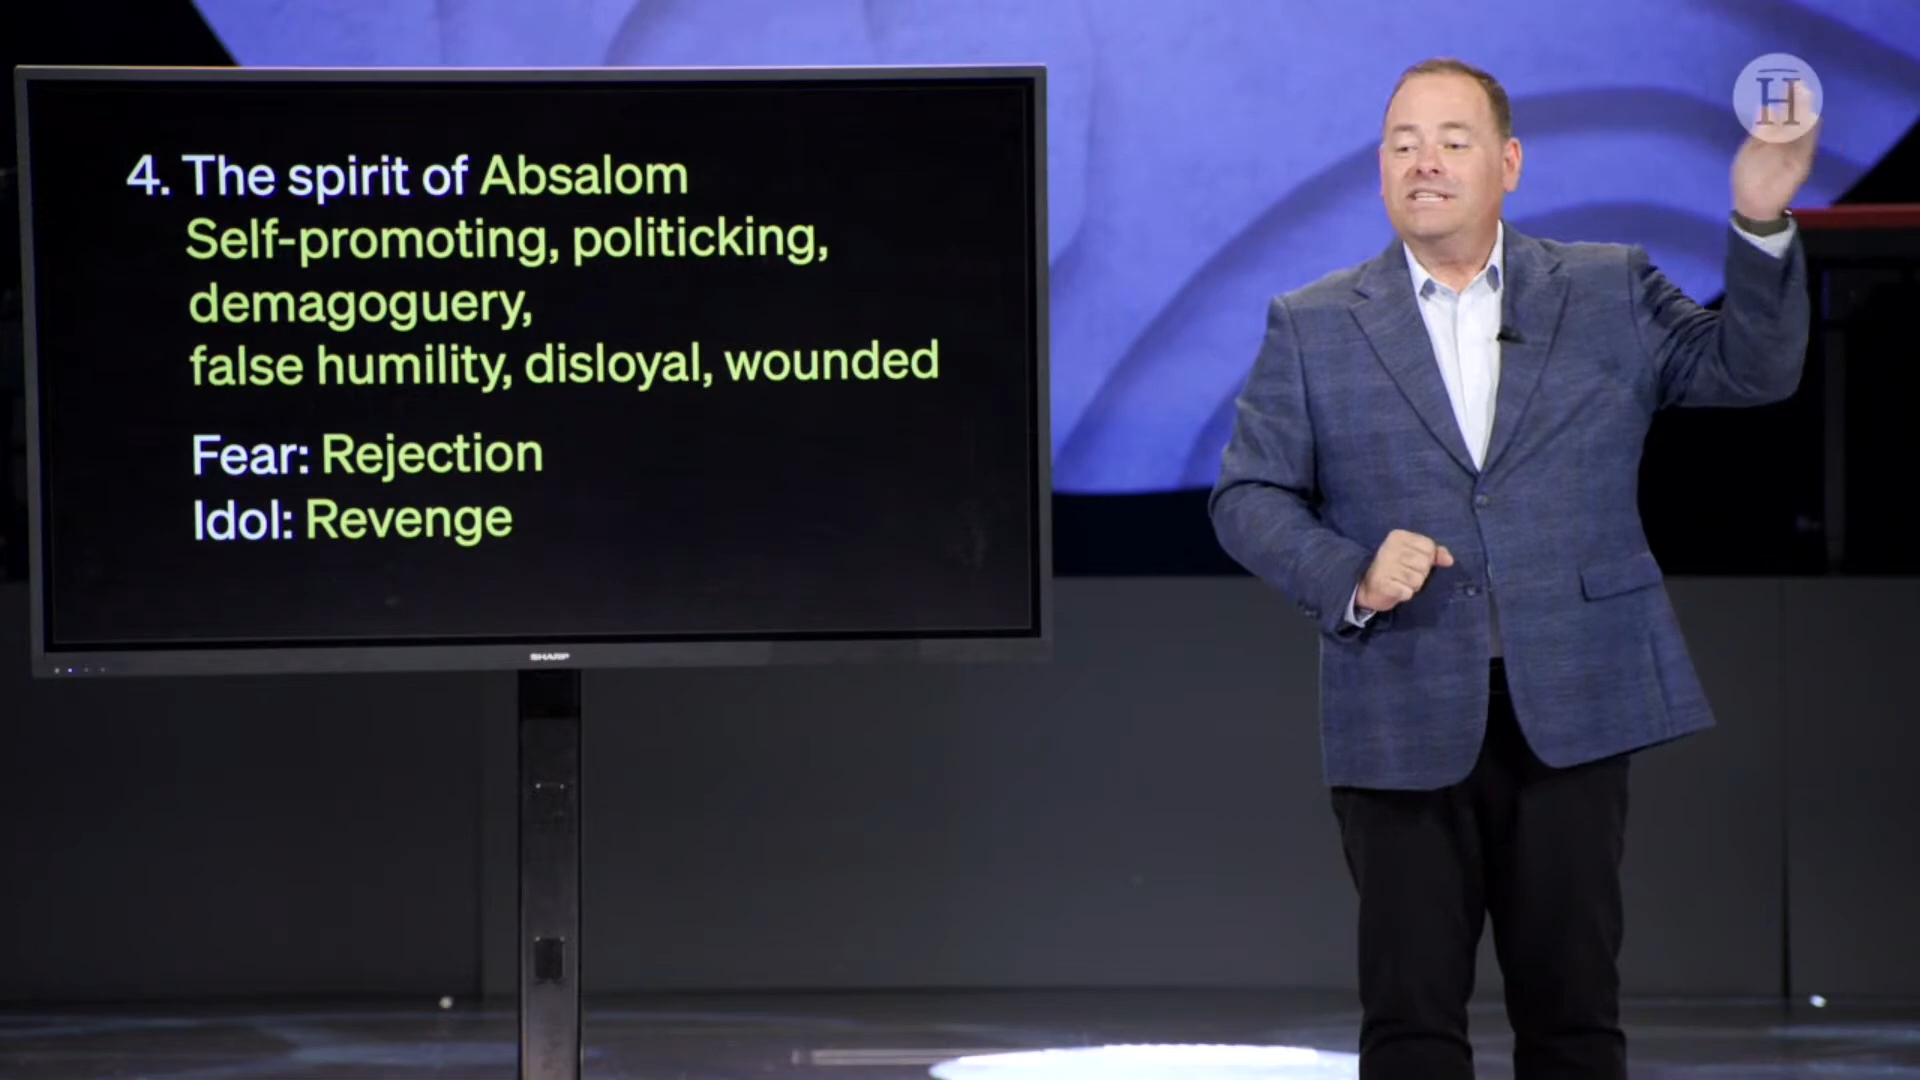 4. The spirit of Absalom
Self-promoting, politicking,
demagoguery,
false humility, disloyal, wounded
Fear: Rejection
Idol: Revenge
SHARP
H